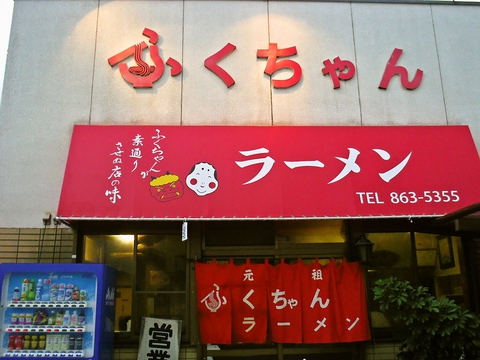 ふくちゃん
ふくちゃんが
素通り
させぬ店の味
ラーメン
TEL 863-5355
元祖
ふくちゃん
ラーメン
営業